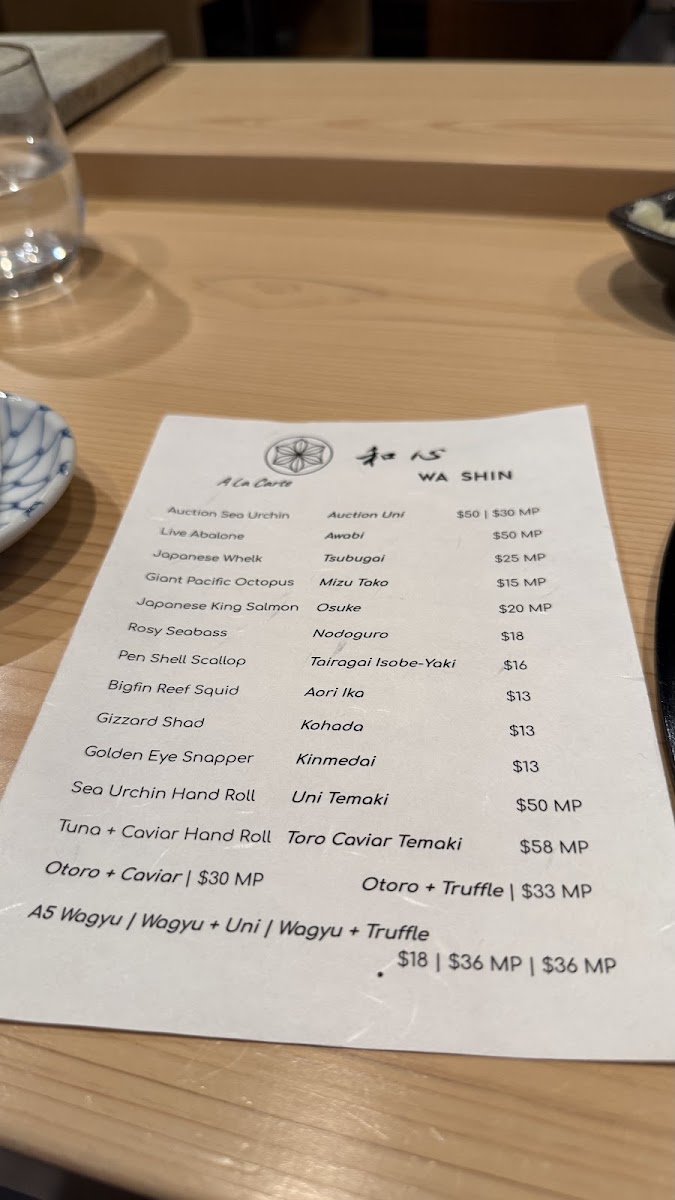 和心
A La Carte WA SHIN
Auction Sea Urchin Auction Uni $50 | $30 MP
Live Abalone Awabi $50 MP
Japanese Whelk Tsubugai $25 MP
Giant Pacific Octopus Mizu Tako $15 MP
Japanese King Salmon Osuke $20 MP
Rosy Seabass Nodoguro $18
Pen Shell Scallop Tairagai Isobe-Yaki $16
Bigfin Reef Squid Aori Ika $13
Gizzard Shad Kohada $13
Golden Eye Snapper Kinmedai $13
Sea Urchin Hand Roll Uni Temaki $50 MP
Tuna + Caviar Hand Roll Toro Caviar Temaki $58 MP
Otoro + Caviar | $30 MP Otoro + Truffle | $33 MP
A5 Wagyu / Wagyu + Uni / Wagyu + Truffle
$18 | $36 MP | $36 MP